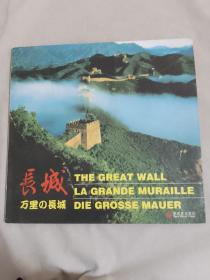 長城
万里の長城
THE GREAT WALL
LA GRANDE MURAILLE
DIE GROSSE MAUER